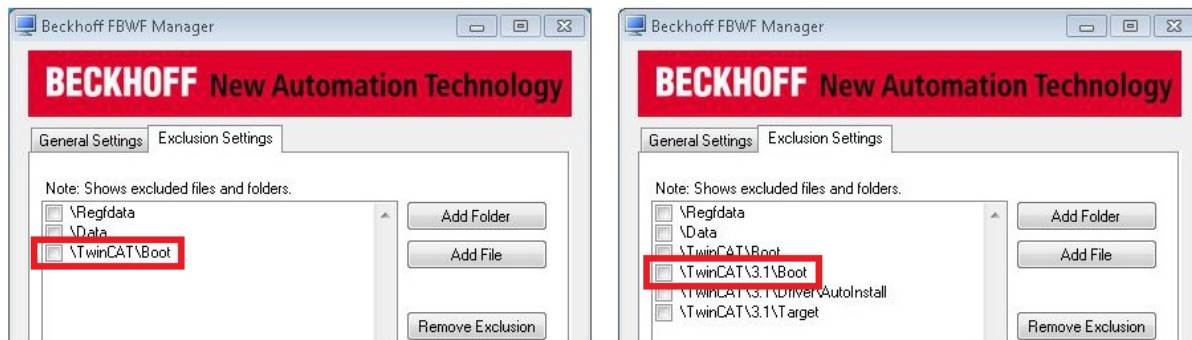 Beckhoff FBWF Manager
BECKHOFF New Automation Technology
General Settings Exclusion Settings
Note: Shows excluded files and folders.
\Regfdata
\Data
\TwinCAT\Boot
Add Folder
Add File
Remove Exclusion
Beckhoff FBWF Manager
BECKHOFF New Automation Technology
General Settings Exclusion Settings
Note: Shows excluded files and folders.
\Regfdata
\Data
\TwinCAT\Boot
\TwinCAT\3.1\Boot
\TwinCAT\3.1\Driver\AutoInstall
\TwinCAT\3.1\Target
Add Folder
Add File
Remove Exclusion